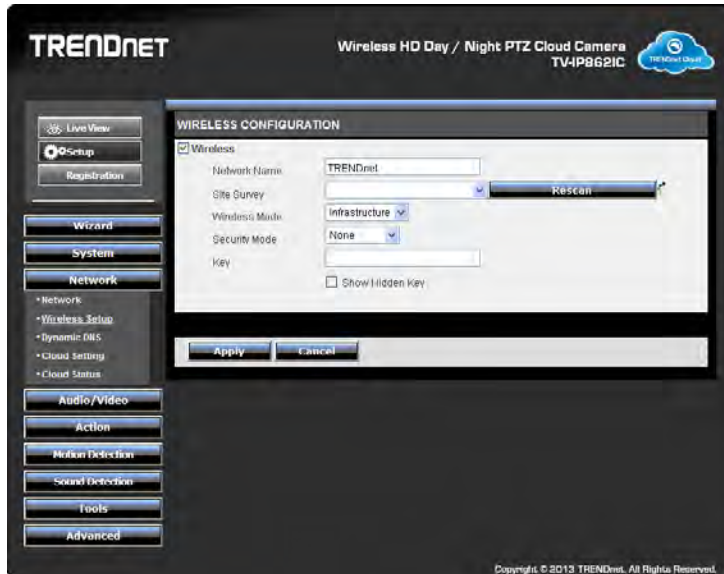 TRENDNET
Wireless HD Day / Night PTZ Cloud Camera
TV-IP862IC
TRENDnet Cloud
Live View
Setup
Registration
Wizard
System
Network
• Network
• Wireless Setup
• Dynamic DNS
• Cloud Setting
• Cloud Status
Audio/Video
Action
Motion Detection
Sound Detection
Tools
Advanced
WIRELESS CONFIGURATION
Wireless
Network Name TRENDnet
Site Survey Rescan
Wireless Mode Infrastructure
Security Mode None
Key
Show Hidden Key
Apply Cancel
Copyright © 2013 TRENDnet. All Rights Reserved.